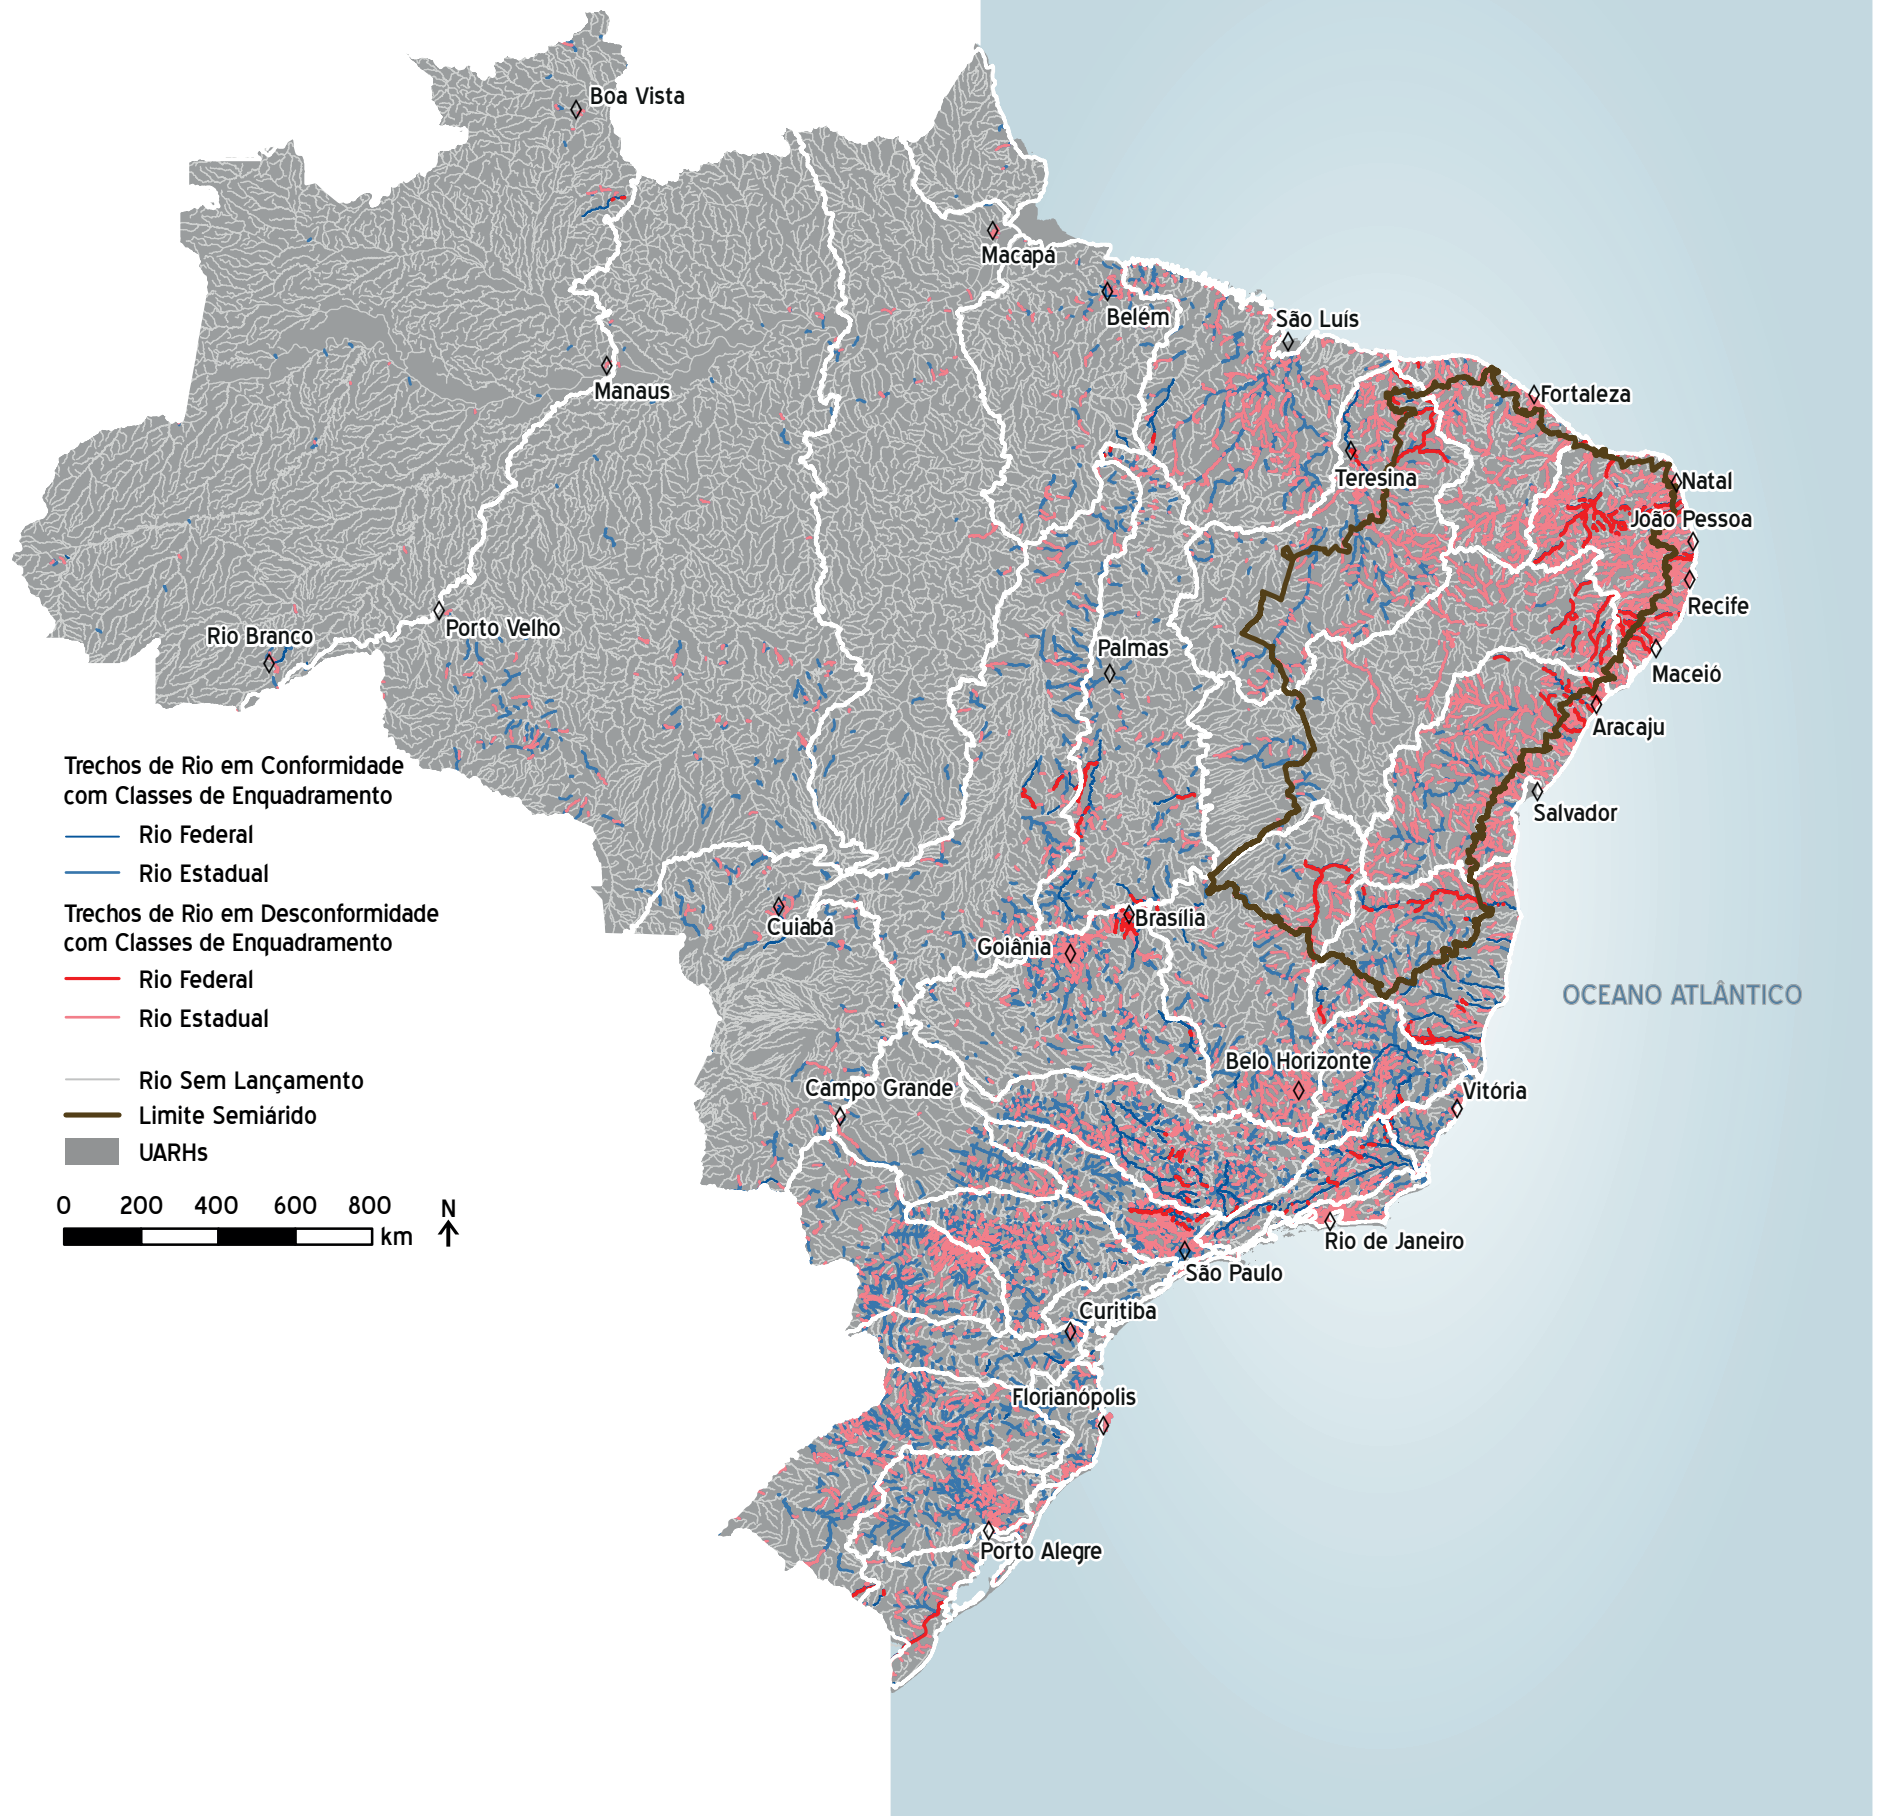 Boa Vista
Macapá
Belém
São Luís
Manaus
Fortaleza
Teresina
Natal
João Pessoa
Recife
Porto Velho
Rio Branco
Palmas
Maceió
Aracaju
Salvador
Cuiabá
Brasília
Goiânia
OCEANO ATLÂNTICO
Belo Horizonte
Campo Grande
Vitória
Rio de Janeiro
São Paulo
Curitiba
Florianópolis
Porto Alegre
Trechos de Rio em Conformidade
com Classes de Enquadramento
Rio Federal
Rio Estadual
Trechos de Rio em Desconformidade
com Classes de Enquadramento
Rio Federal
Rio Estadual
Rio Sem Lançamento
Limite Semiárido
UARHs
0 200 400 600 800
km
N